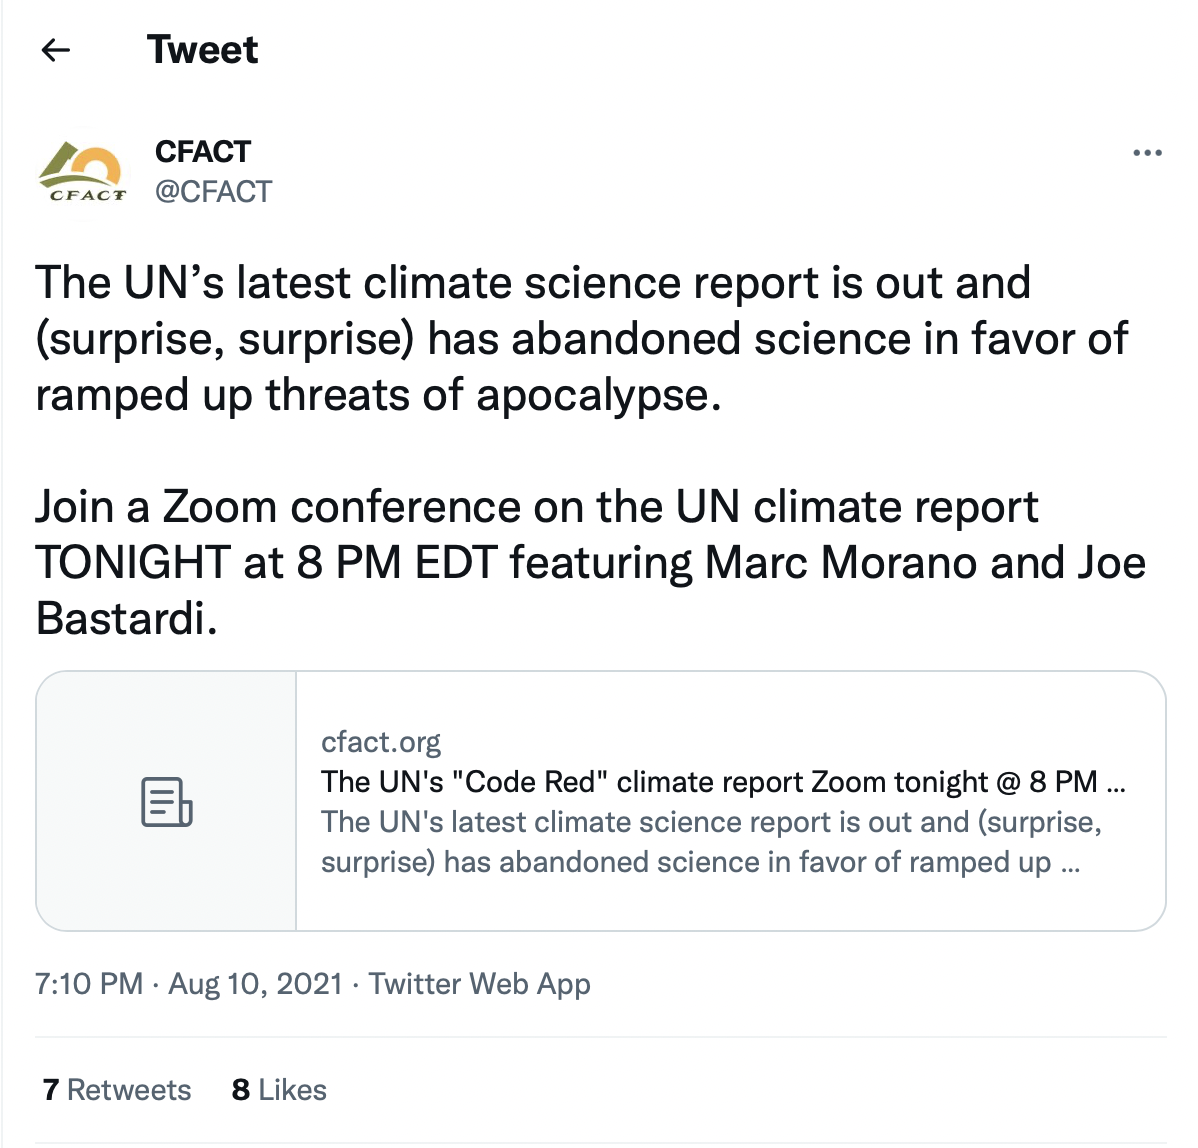 Tweet
CFACT
CFACT
@CFACT
The UN’s latest climate science report is out and
(surprise, surprise) has abandoned science in favor of
ramped up threats of apocalypse.
Join a Zoom conference on the UN climate report
TONIGHT at 8 PM EDT featuring Marc Morano and Joe
Bastardi.
cfact.org
The UN's "Code Red" climate report Zoom tonight @ 8 PM ...
The UN's latest climate science report is out and (surprise,
surprise) has abandoned science in favor of ramped up ...
7:10 PM · Aug 10, 2021 · Twitter Web App
7 Retweets 8 Likes